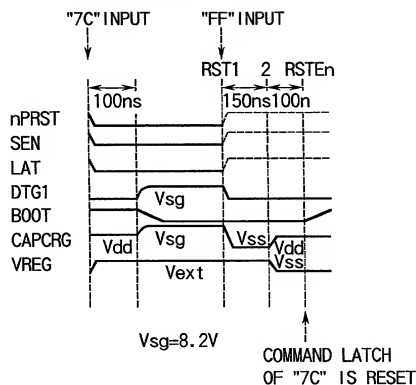 "7C"INPUT "FF"INPUT
RST1 2 RSTEn
100ns 150ns 100n
nPRST
SEN
LAT
DTG1 Vsg
BOOT
CAPCRG Vdd Vsg Vss Vdd
VREG Vext Vss
Vsg=8.2V
COMMAND LATCH
OF "7C" IS RESET